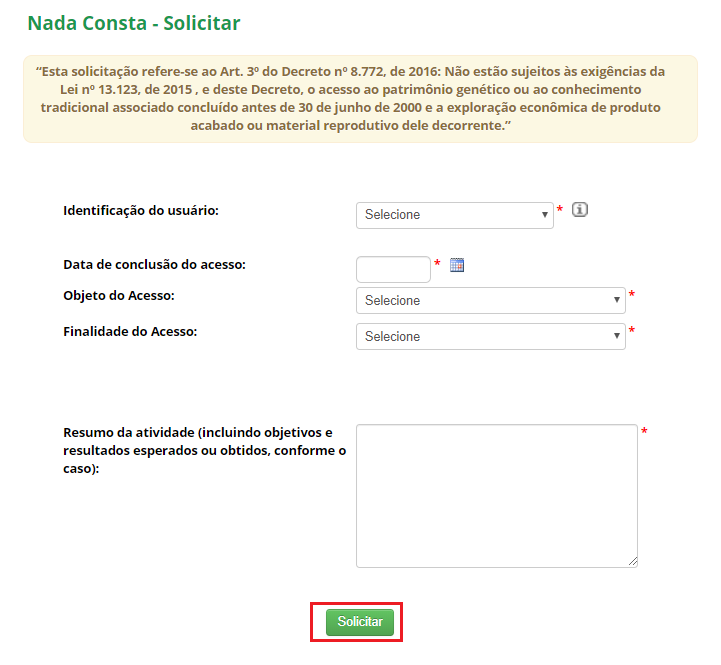 Nada Consta - Solicitar
“Esta solicitação refere-se ao Art. 3º do Decreto nº 8.772, de 2016: Não estão sujeitos às exigências da
Lei nº 13.123, de 2015 , e deste Decreto, o acesso ao patrimônio genético ou ao conhecimento
tradicional associado concluído antes de 30 de junho de 2000 e a exploração econômica de produto
acabado ou material reprodutivo dele decorrente.”
Identificação do usuário: Selecione *
Data de conclusão do acesso: *
Objeto do Acesso: Selecione *
Finalidade do Acesso: Selecione *
Resumo da atividade (incluindo objetivos e *
resultados esperados ou obtidos, conforme o
caso):
Solicitar